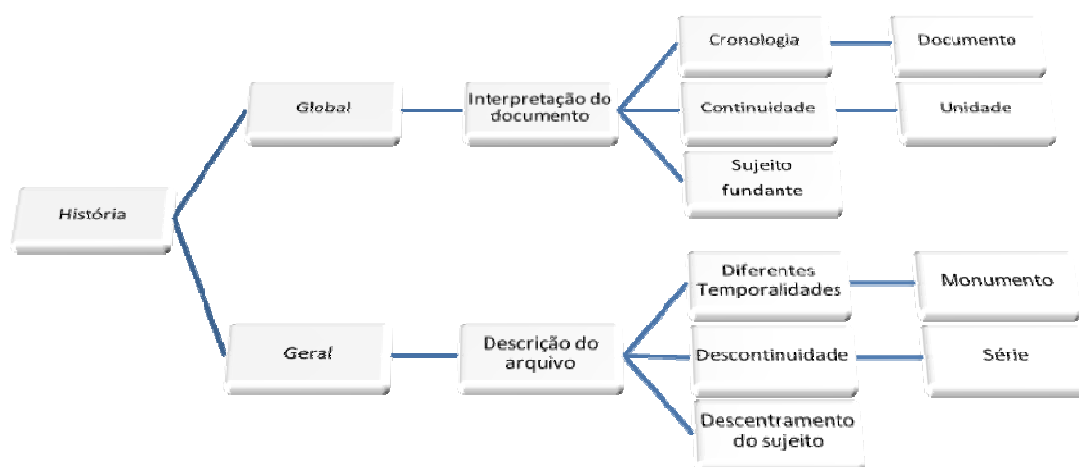 História
Global
Interpretação do
documento
Cronologia
Documento
Continuidade
Unidade
Sujeito
fundante
Geral
Descrição do
arquivo
Diferentes
Temporalidades
Monumento
Descontinuidade
Série
Descentramento
do sujeito